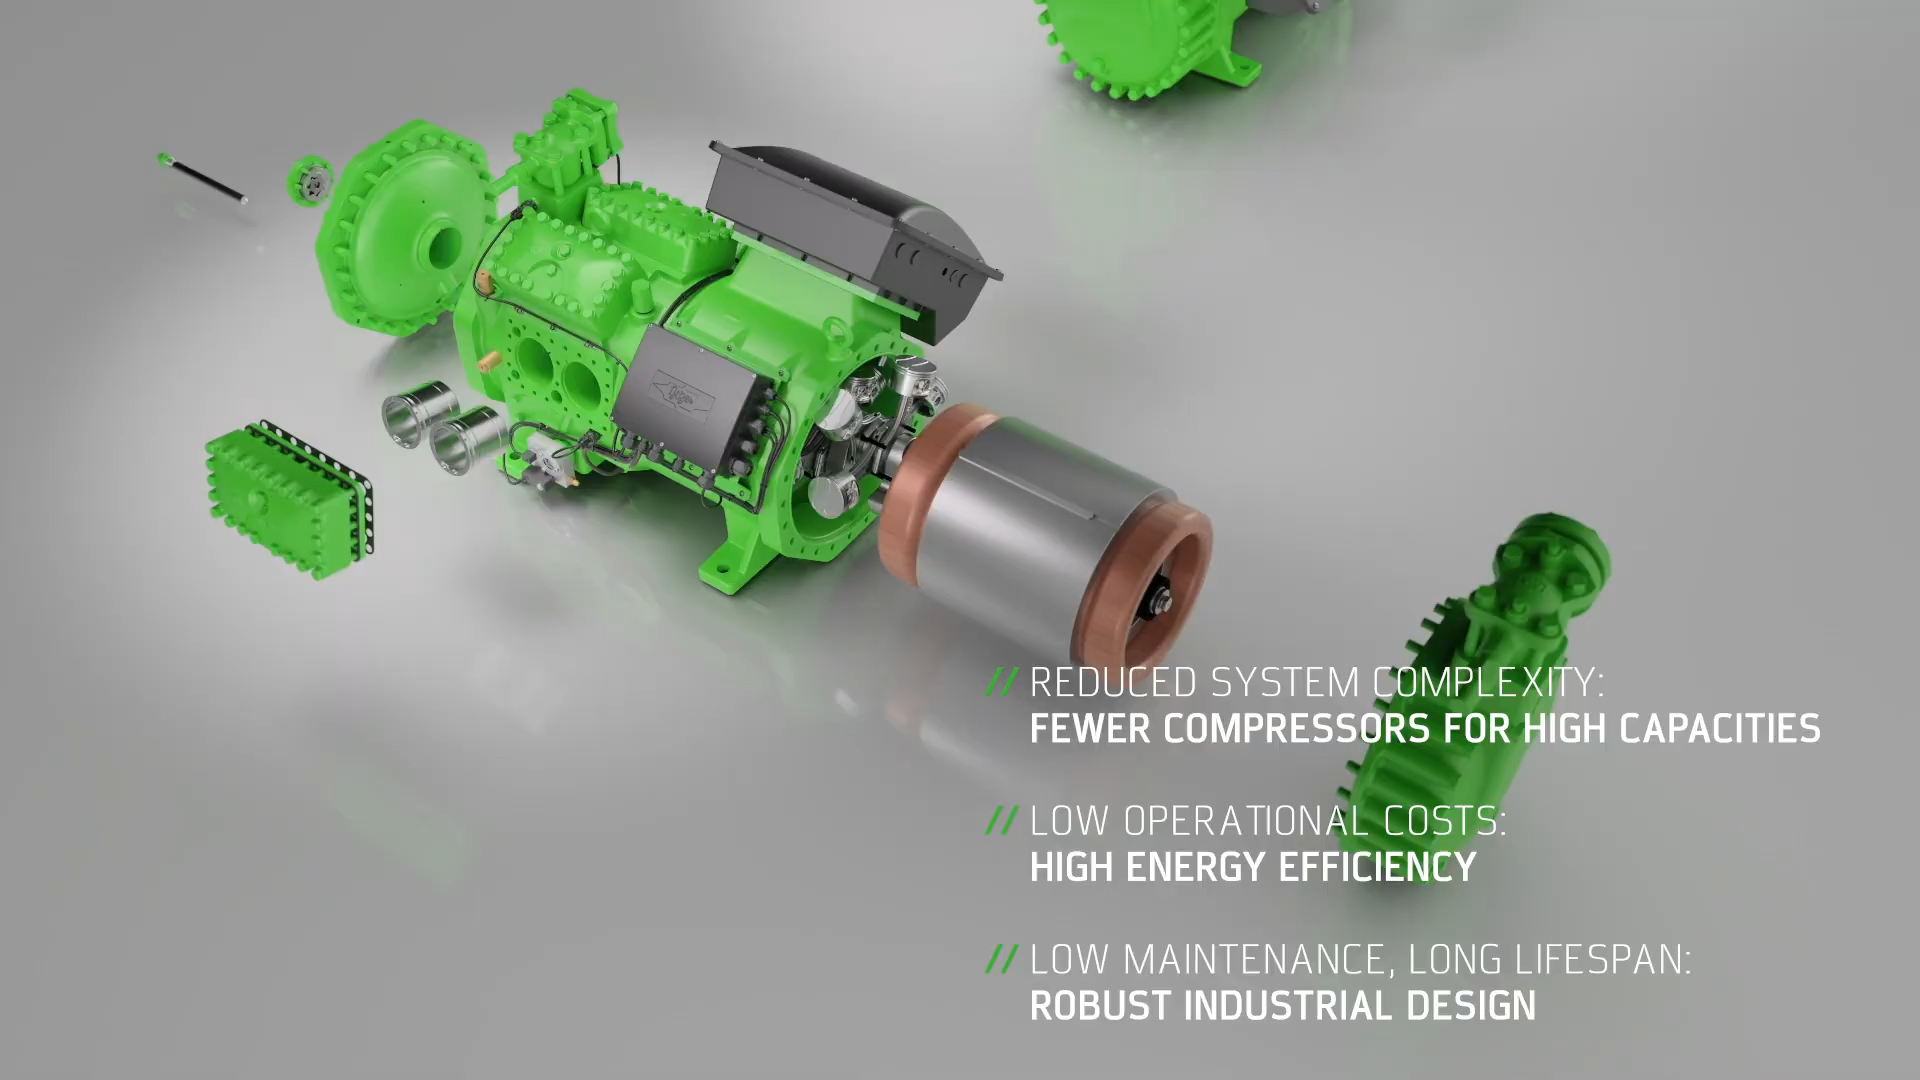 // REDUCED SYSTEM COMPLEXITY:
FEWER COMPRESSORS FOR HIGH CAPACITIES
// LOW OPERATIONAL COSTS:
HIGH ENERGY EFFICIENCY
// LOW MAINTENANCE, LONG LIFESPAN:
ROBUST INDUSTRIAL DESIGN